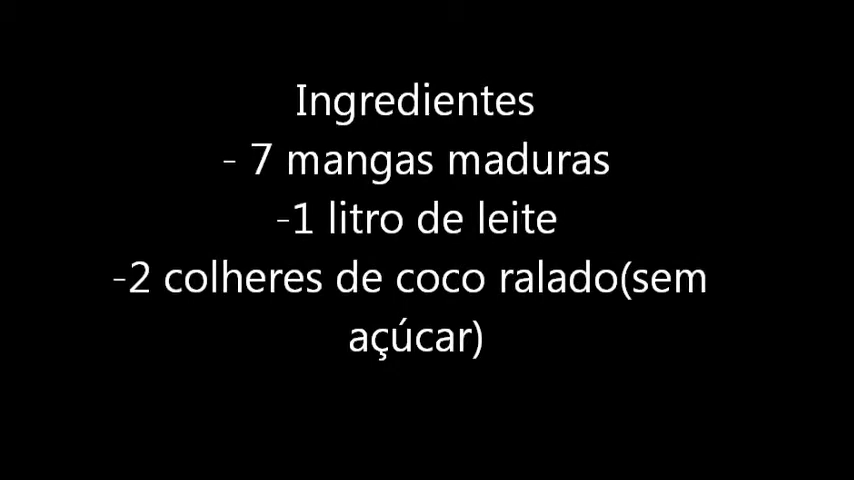 Ingredientes
- 7 mangas maduras
-1 litro de leite
-2 colheres de coco ralado(sem
açúcar)